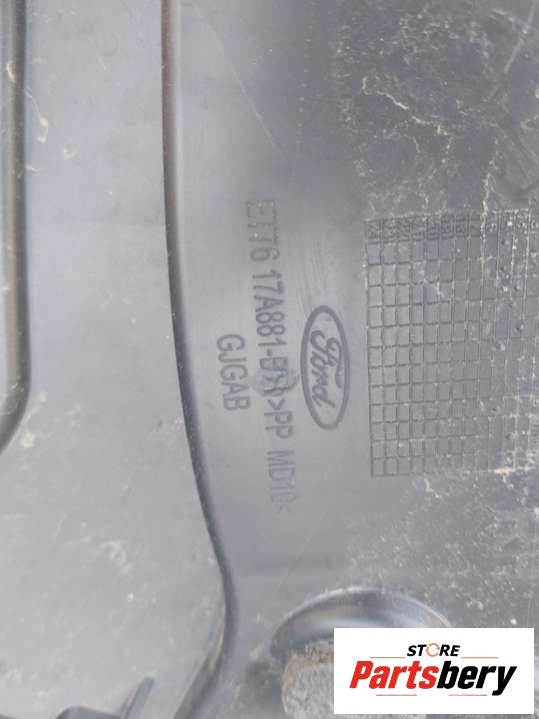 Ford
ET76 17A881- >PP MD10<
GJGAB
STORE
Partsbery